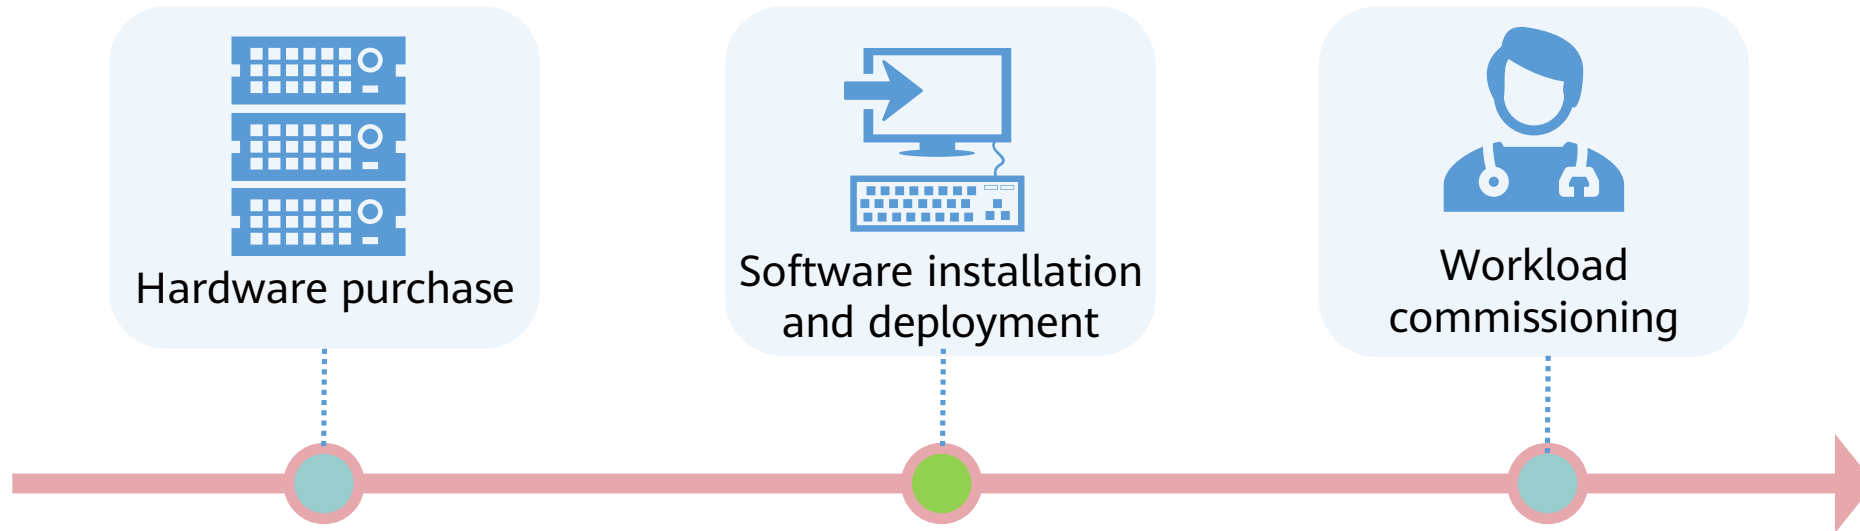 Hardware purchase
Software installation
and deployment
Workload
commissioning